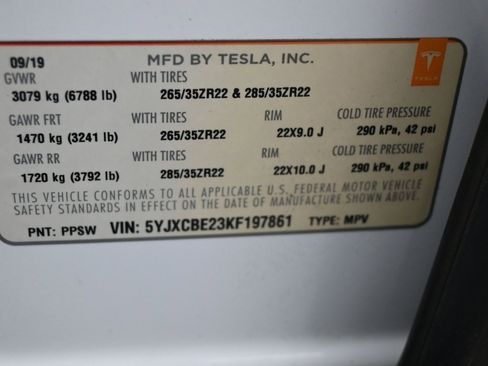 09/19 MFD BY TESLA, INC.
GVWR WITH TIRES
3079 kg (6788 lb) 265/35ZR22 & 285/35ZR22
GAWR FRT WITH TIRES RIM COLD TIRE PRESSURE
1470 kg (3241 lb) 265/35ZR22 22X9.0 J 290 kPa, 42 psi
GAWR RR WITH TIRES RIM COLD TIRE PRESSURE
1720 kg (3792 lb) 285/35ZR22 22X10.0 J 290 kPa, 42 psi
THIS VEHICLE CONFORMS TO ALL APPLICABLE U.S. FEDERAL MOTOR VEHICLE
SAFETY STANDARDS IN EFFECT ON THE DATE OF MANUFACTURE SHOWN ABOVE.
PNT: PPSW VIN: 5YJXCBE23KF197861 TYPE: MPV
TESLA